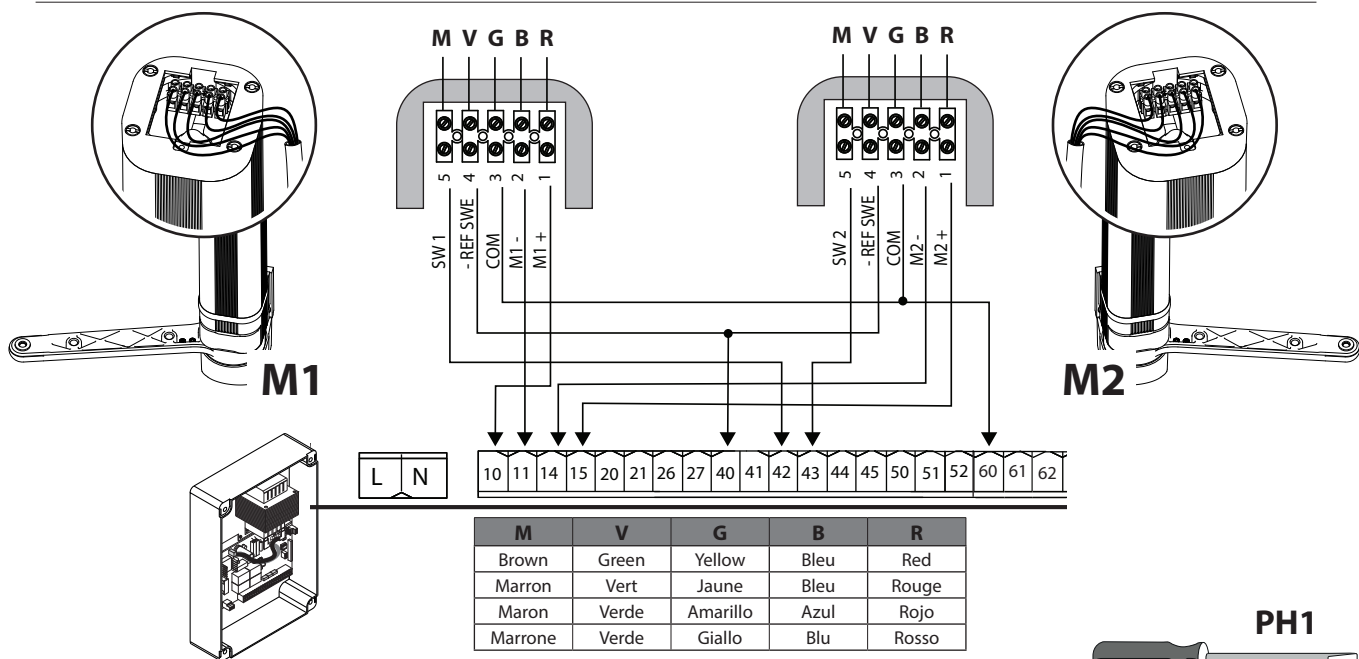 M V G B R
M V G B R
5 4 3 2 1
5 4 3 2 1
SW 1
- REF SWE
COM
M1 -
M1 +
SW 2
- REF SWE
COM
M2 -
M2 +
M1
M2
L N
10 11 14 15 20 21 26 27 40 41 42 43 44 45 50 51 52 60 61 62
M V G B R
Brown Green Yellow Bleu Red
Marron Vert Jaune Bleu Rouge
Maron Verde Amarillo Azul Rojo
Marrone Verde Giallo Blu Rosso
PH1